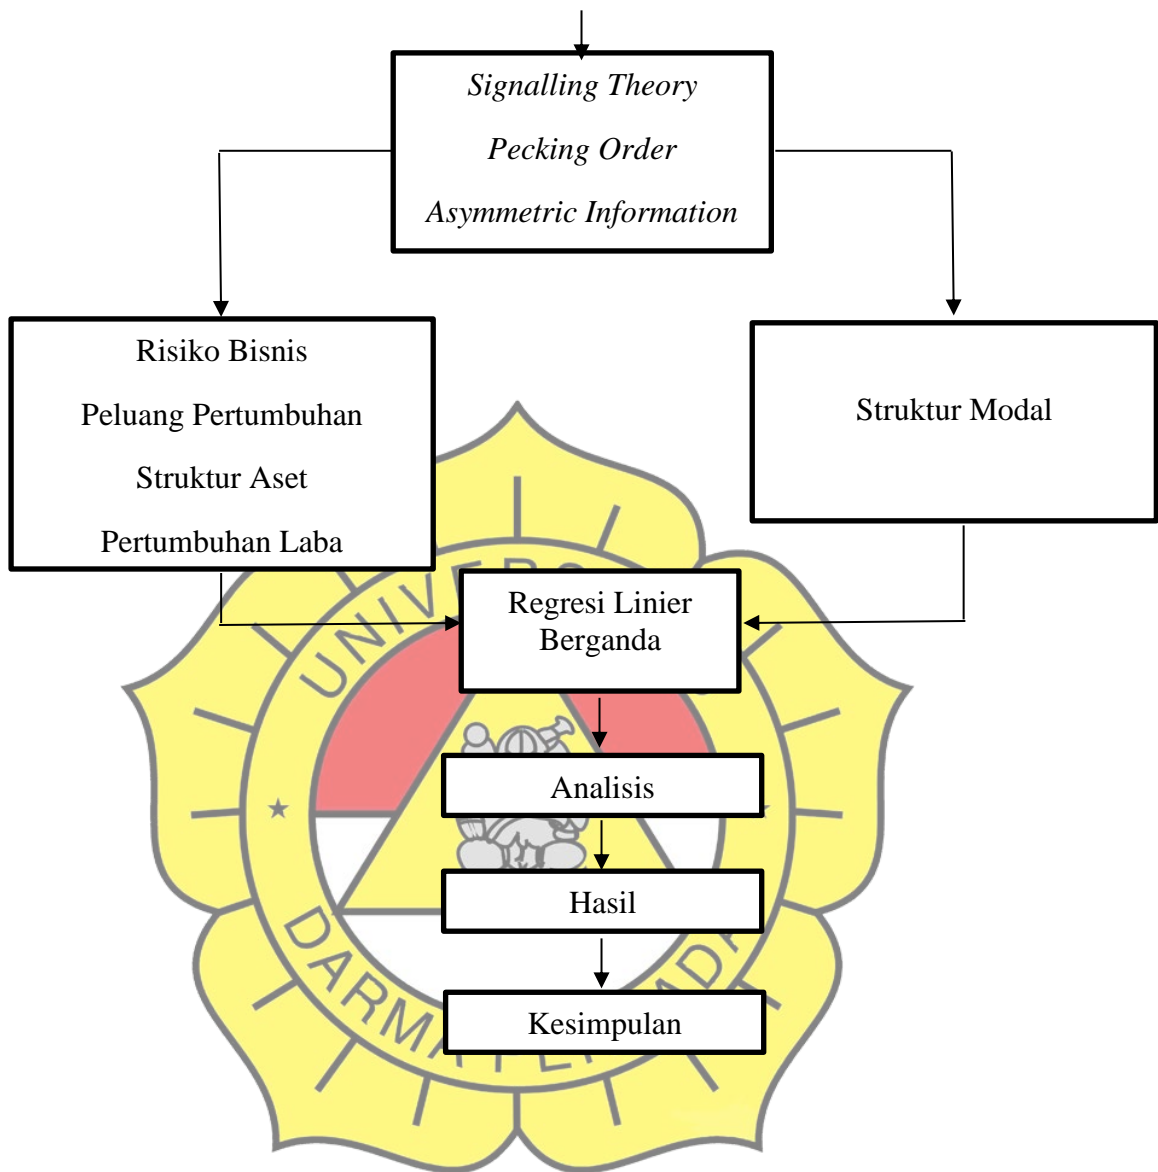 Signalling Theory
Pecking Order
Asymmetric Information
Risiko Bisnis
Peluang Pertumbuhan
Struktur Aset
Pertumbuhan Laba
Struktur Modal
Regresi Linier
Berganda
Analisis
Hasil
Kesimpulan